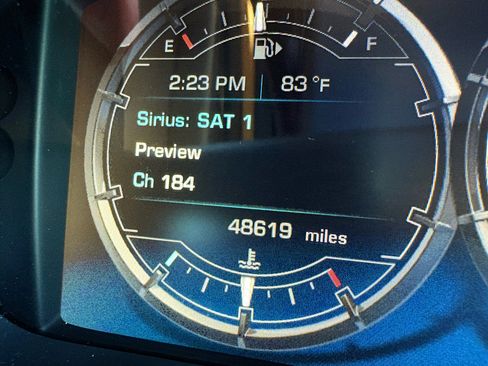 E F
2:23 PM 83 °F
Sirius: SAT 1
Preview
Ch 184
48619 miles